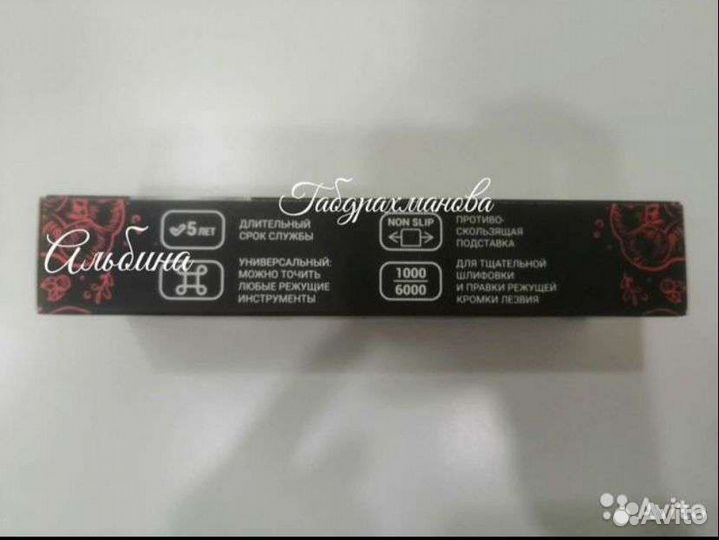 Габдрахманова
Альбина
5 ЛЕТ
ДЛИТЕЛЬНЫЙ
СРОК СЛУЖБЫ
NON SLIP
ПРОТИВО-
СКОЛЬЗЯЩАЯ
ПОДСТАВКА
УНИВЕРСАЛЬНЫЙ:
МОЖНО ТОЧИТЬ
ЛЮБЫЕ РЕЖУЩИЕ
ИНСТРУМЕНТЫ
1000
6000
ДЛЯ ТЩАТЕЛЬНОЙ
ШЛИФОВКИ
И ПРАВКИ РЕЖУЩЕЙ
КРОМКИ ЛЕЗВИЯ
Avito